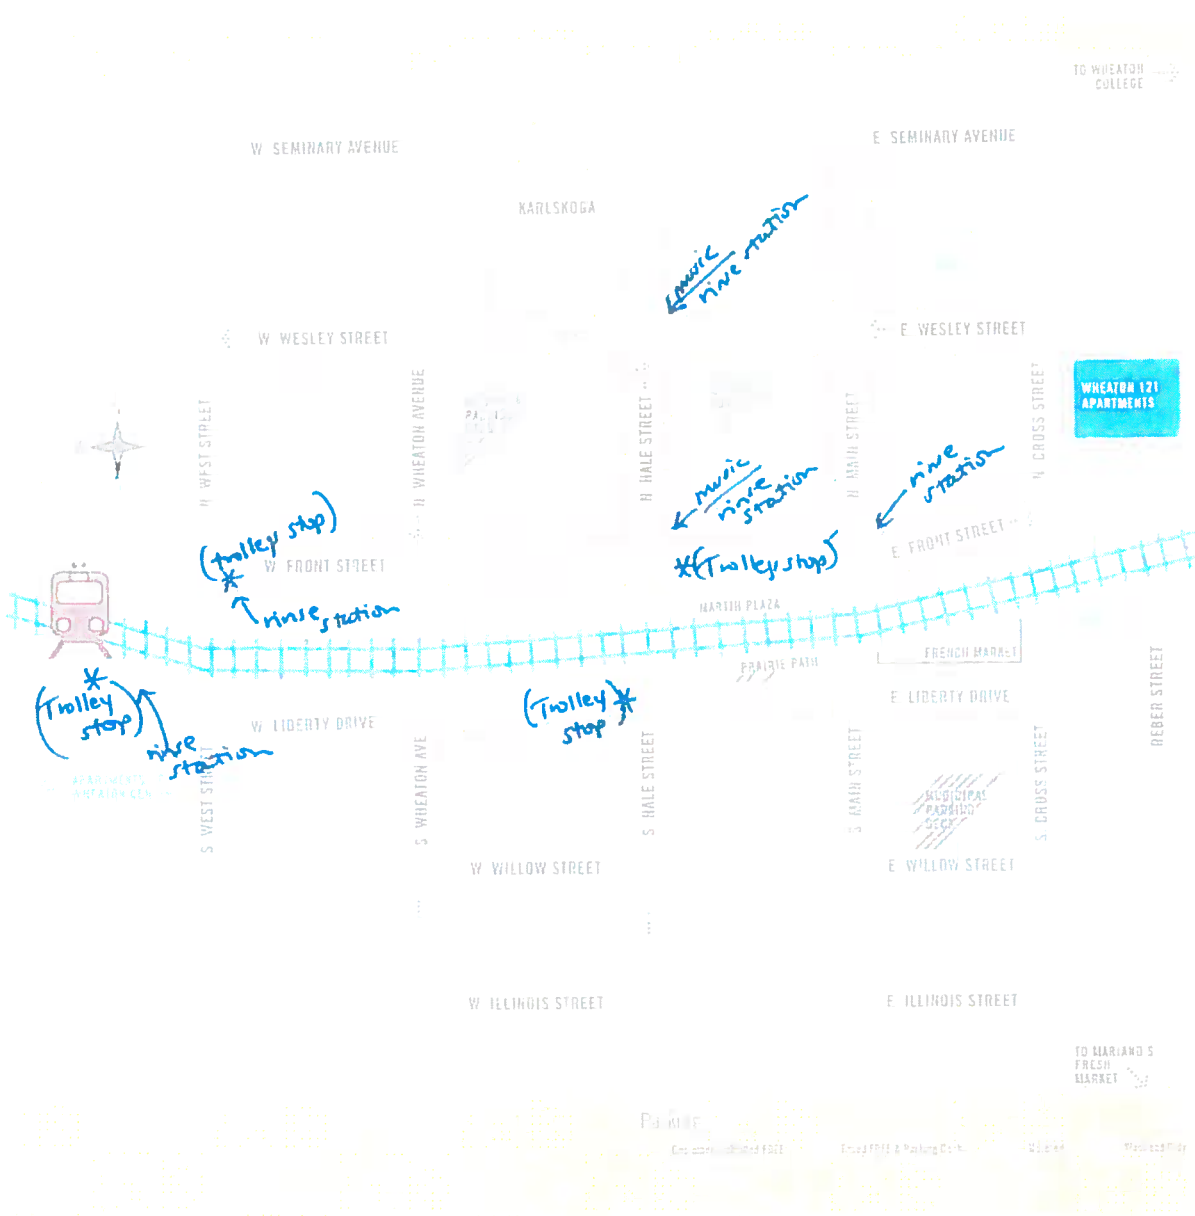 TO WHEATON
COLLEGE
E SEMINARY AVENUE
W SEMINARY AVENUE
KARLSKOGA
music
rinse station
E WESLEY STREET
W WESLEY STREET
WHEATON 121
APARTMENTS
N WEST STREET
N WHEATON AVENUE
N HALE STREET
N MAIN STREET
N CROSS STREET
music
rinse
station
rinse
station
(trolley stop)
*
W FRONT STREET
*(Trolley stop)
E FRONT STREET
rinse station
MARTIN PLAZA
PRAIRIE PATH
FRENCH MARKET
*
(Trolley
stop)
rinse
station
W LIBERTY DRIVE
(Trolley)*
stop
E LIBERTY DRIVE
REBER STREET
APARTMENTS
WHEATON CENTER
S WEST STREET
S WHEATON AVE
S HALE STREET
S MAIN STREET
S CROSS STREET
MUNICIPAL
PARKING
DECK
W WILLOW STREET
E WILLOW STREET
W ILLINOIS STREET
E ILLINOIS STREET
TO MARIANO'S
FRESH
MARKET